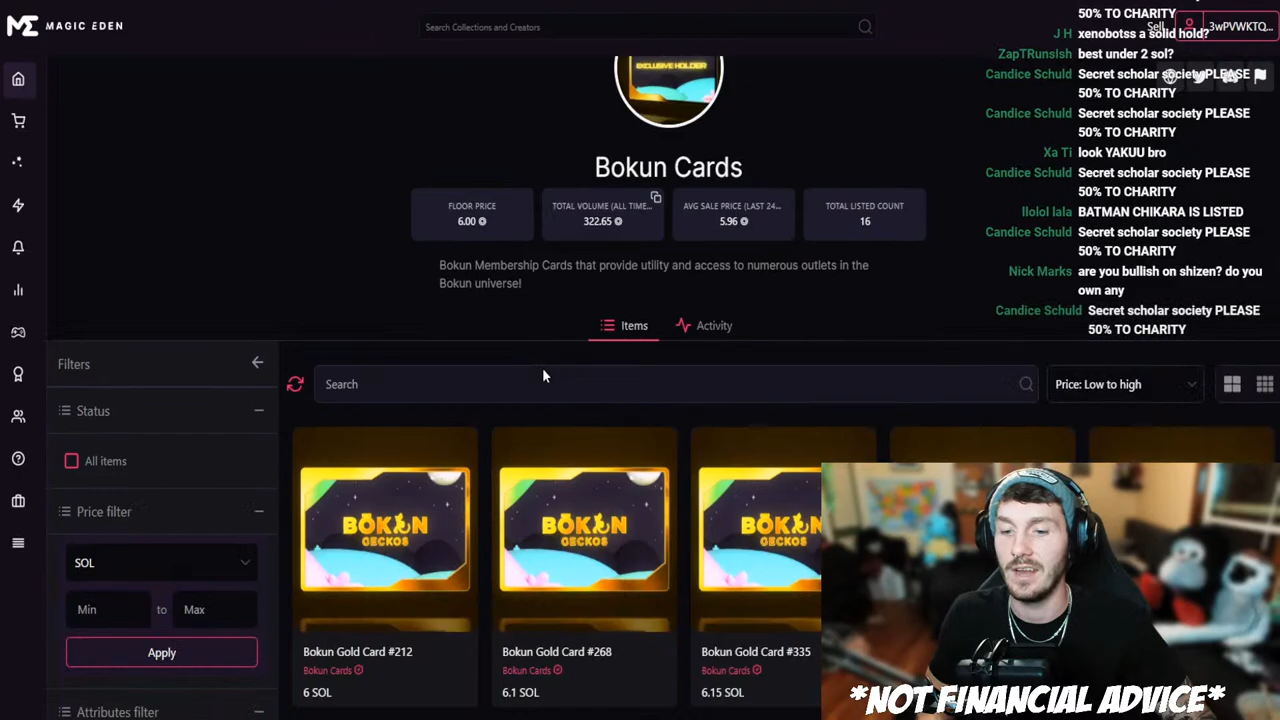 MAGIC EDEN
Search Collections and Creators
Sell
3wPVWKTQ...
EXCLUSIVE HOLDER
Bokun Cards
FLOOR PRICE
6.00
TOTAL VOLUME (ALL TIME...
322.65
AVG SALE PRICE (LAST 24...
5.96
TOTAL LISTED COUNT
16
Bokun Membership Cards that provide utility and access to numerous outlets in the
Bokun universe!
Items
Activity
50% TO CHARITY
J H xenobotss a solid hold?
ZapTRunsIsh best under 2 sol?
Candice Schuld Secret scholar society PLEASE
50% TO CHARITY
Candice Schuld Secret scholar society PLEASE
50% TO CHARITY
Xa Ti look YAKUU bro
Candice Schuld Secret scholar society PLEASE
50% TO CHARITY
llolol lala BATMAN CHIKARA IS LISTED
Candice Schuld Secret scholar society PLEASE
50% TO CHARITY
Nick Marks are you bullish on shizen? do you
own any
Candice Schuld Secret scholar society PLEASE
50% TO CHARITY
Filters
Status
All items
Price filter
SOL
Min to Max
Apply
Attributes filter
Search
Price: Low to high
BOKUN
GECKOS
BOKUN
GECKOS
BOKUN
GECKOS
Bokun Gold Card #212
Bokun Cards
6 SOL
Bokun Gold Card #268
Bokun Cards
6.1 SOL
Bokun Gold Card #335
Bokun Cards
6.15 SOL
*NOT FINANCIAL ADVICE*